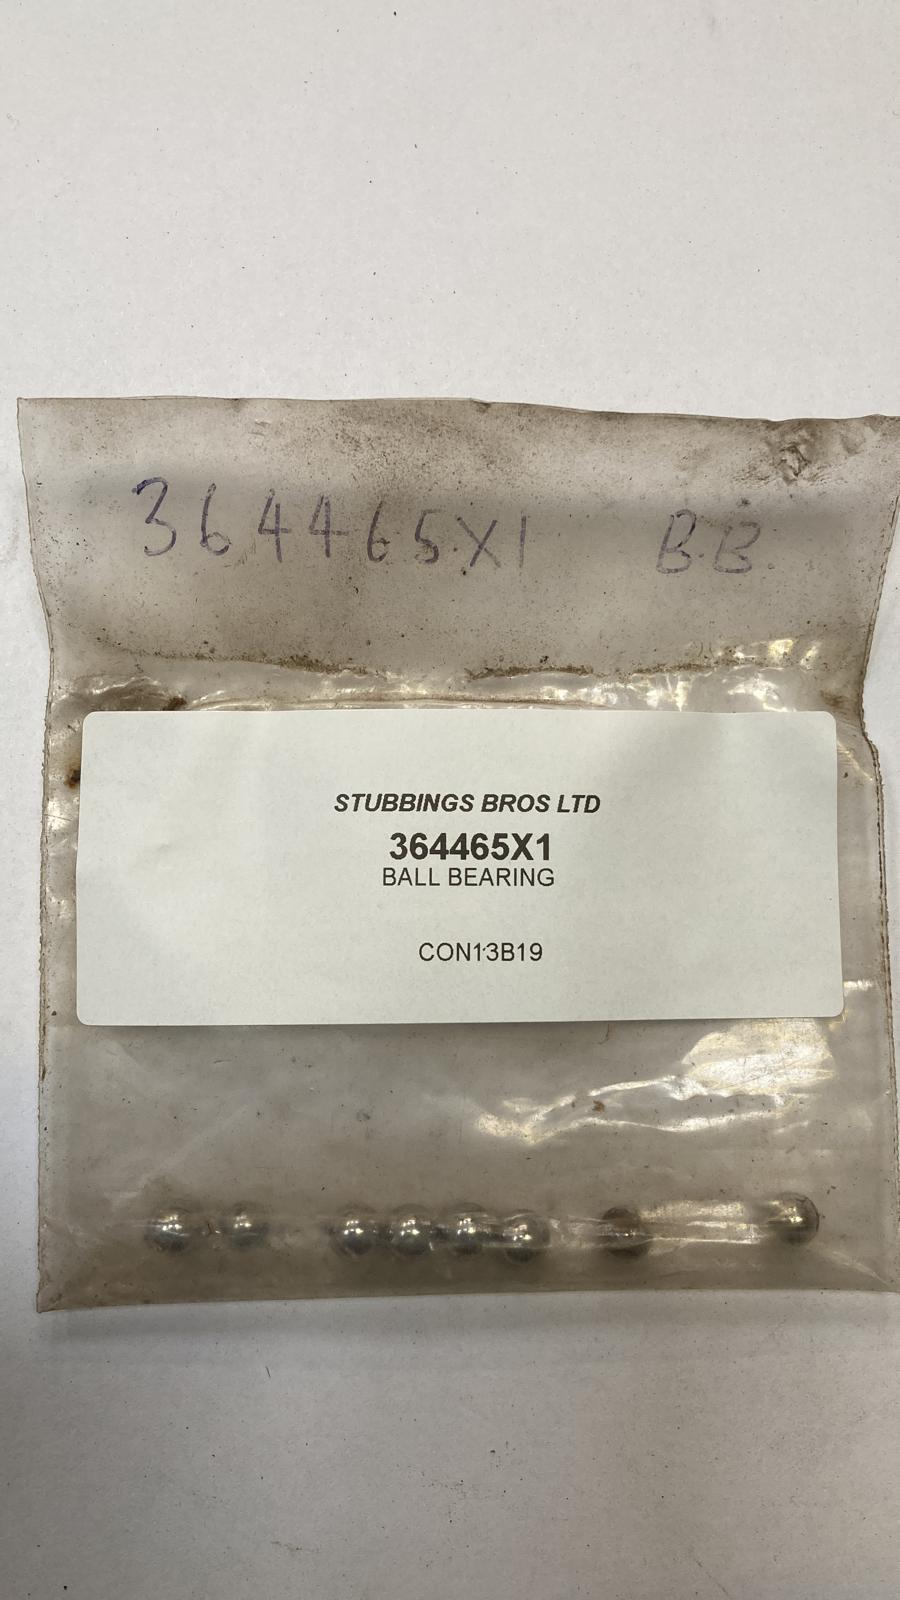 364465X1 B.B.
STUBBINGS BROS LTD
364465X1
BALL BEARING
CON13B19